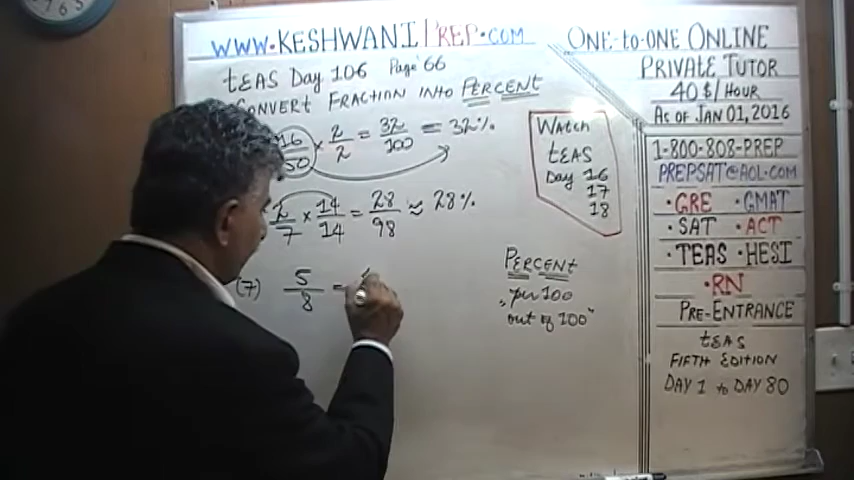 WWW.KESHWANI PREP.COM
TEAS Day 106 Page 66
CONVERT FRACTION INTO PERCENT
16/50 × 2/2 = 32/100 = 32%
2/7 × 14/14 = 28/98 ≈ 28%
(7) 5/8 =
WATCH
TEAS
Day 16
17
18
PERCENT
"per 100
out of 100"
ONE-to-ONE ONLINE
PRIVATE TUTOR
40 $/HOUR
AS OF JAN 01, 2016
1-800-808-PREP
PREPSAT@AOL.COM
• GRE • GMAT
• SAT • ACT
• TEAS • HESI
• RN
PRE-ENTRANCE
TEAS
FIFTH EDITION
DAY 1 to DAY 80